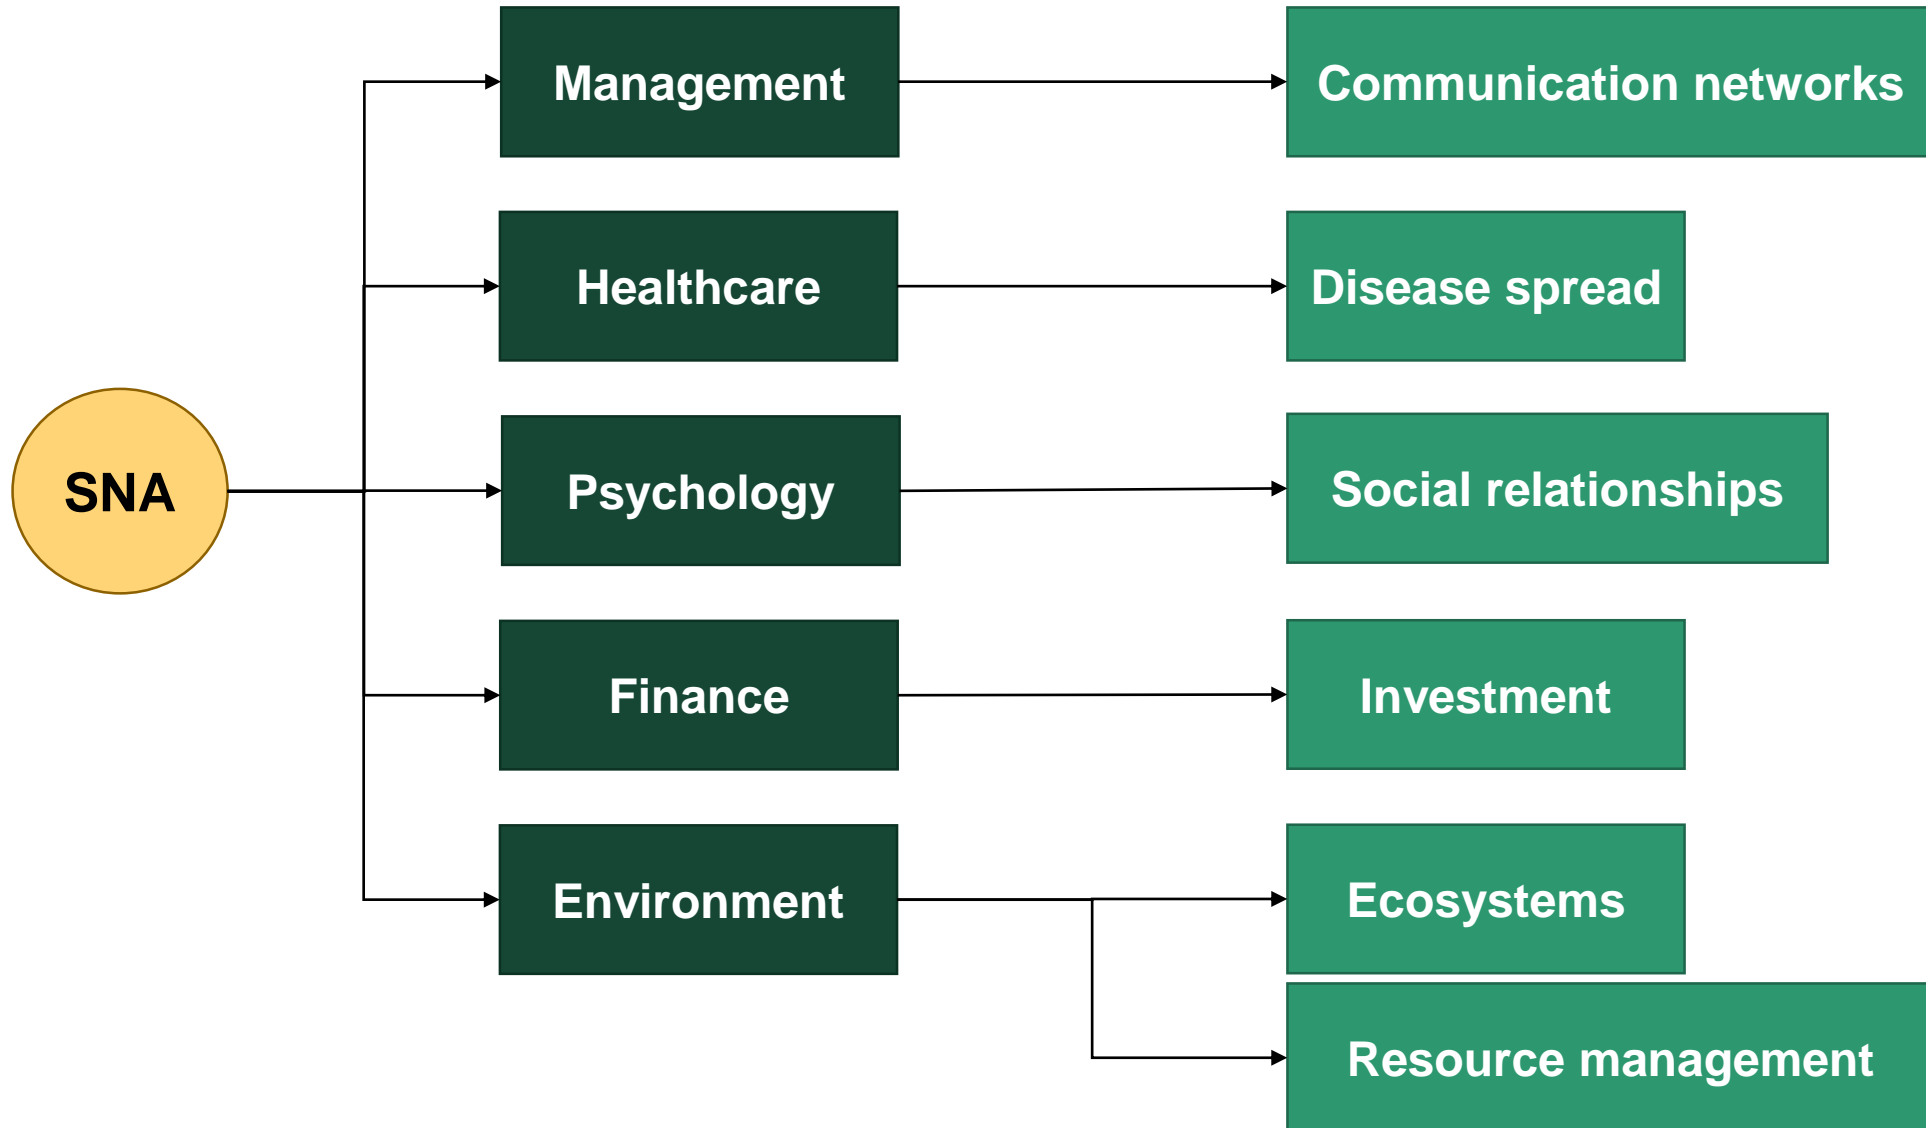 SNA
Management
Communication networks
Healthcare
Disease spread
Psychology
Social relationships
Finance
Investment
Environment
Ecosystems
Resource management